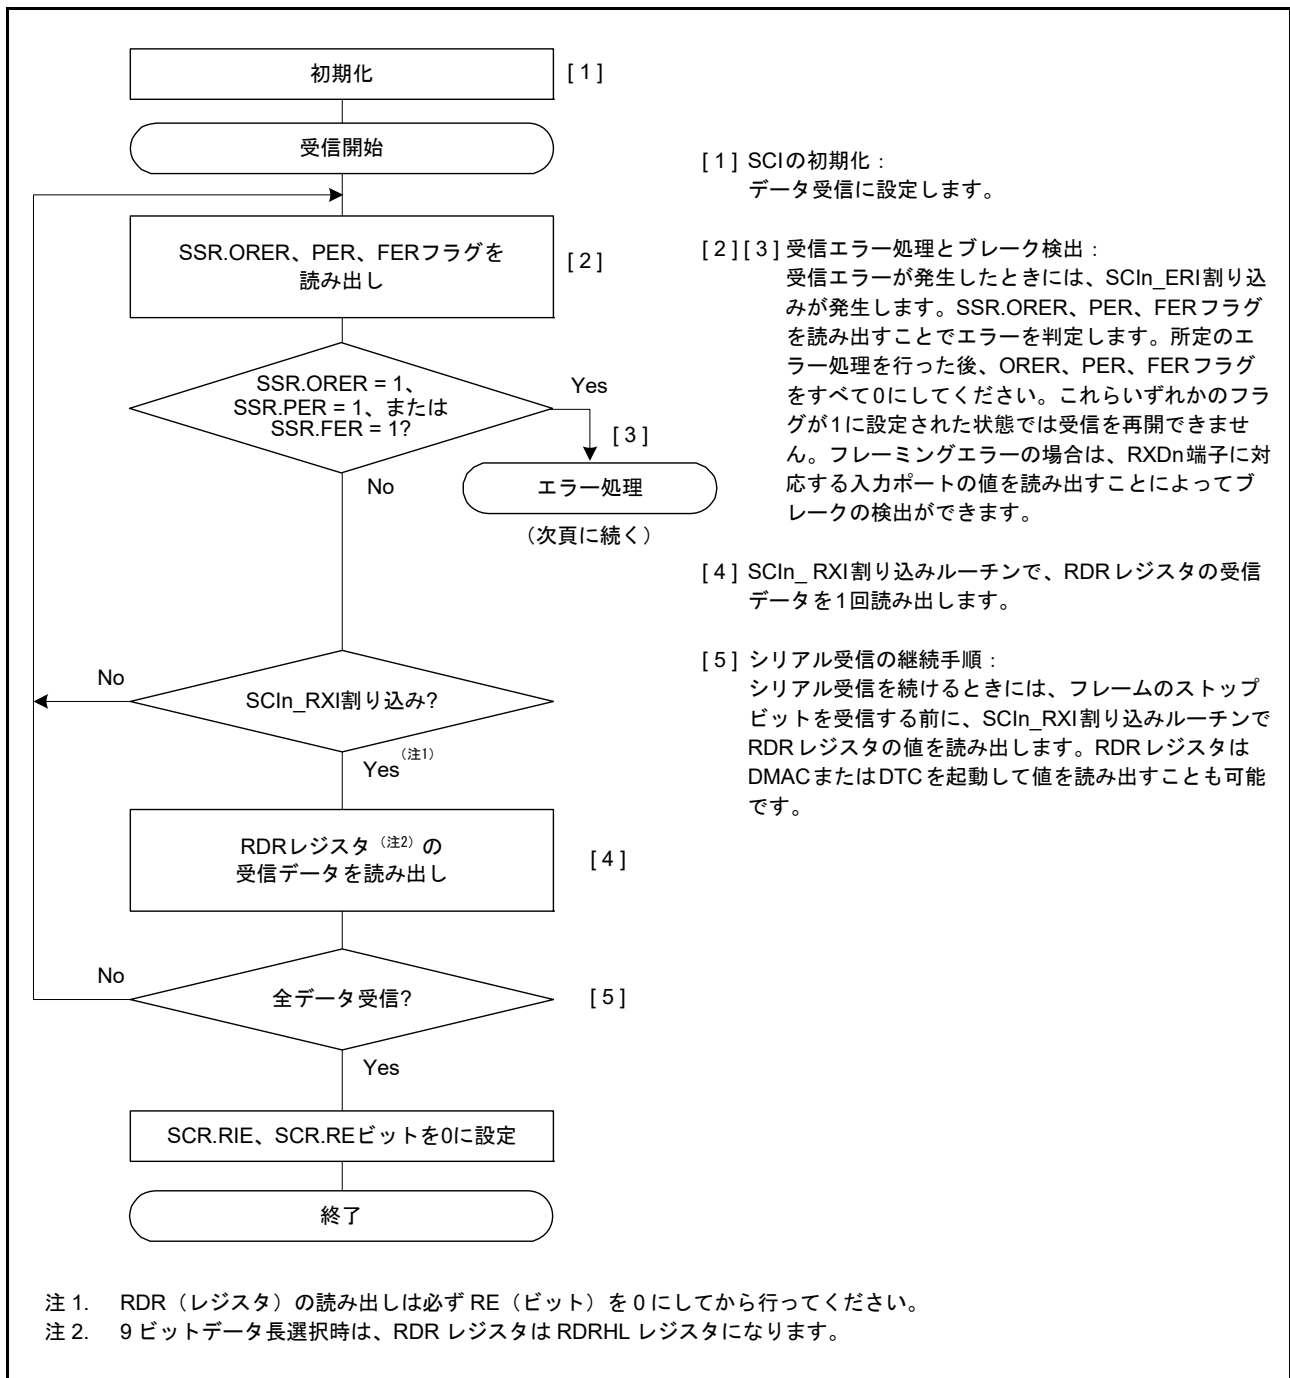 初期化
[ 1 ]
受信開始
SSR.ORER、PER、FERフラグを
読み出し
[ 2 ]
SSR.ORER = 1、
SSR.PER = 1、または
SSR.FER = 1?
Yes
[ 3 ]
No
エラー処理
（次頁に続く）
No
SCIn_RXI割り込み?
Yes（注1）
RDRレジスタ（注2）の
受信データを読み出し
[ 4 ]
No
全データ受信?
[ 5 ]
Yes
SCR.RIE、SCR.REビットを0に設定
終了
[ 1 ] SCIの初期化：
データ受信に設定します。
[ 2 ] [ 3 ] 受信エラー処理とブレーク検出：
受信エラーが発生したときには、SCIn_ERI割り込
みが発生します。SSR.ORER、PER、FERフラグ
を読み出すことでエラーを判定します。所定のエ
ラー処理を行った後、ORER、PER、FERフラグ
をすべて0にしてください。これらいずれかのフラ
グが1に設定された状態では受信を再開できませ
ん。フレーミングエラーの場合は、RXDn端子に対
応する入力ポートの値を読み出すことによってブ
レークの検出ができます。
[ 4 ] SCIn_ RXI割り込みルーチンで、RDRレジスタの受信
データを1回読み出します。
[ 5 ] シリアル受信の継続手順：
シリアル受信を続けるときには、フレームのストップ
ビットを受信する前に、SCIn_RXI割り込みルーチンで
RDRレジスタの値を読み出します。RDRレジスタは
DMACまたはDTCを起動して値を読み出すことも可能
です。
注 1. RDR（レジスタ）の読み出しは必ず RE（ビット）を 0 にしてから行ってください。
注 2. 9 ビットデータ長選択時は、RDR レジスタは RDRHL レジスタになります。